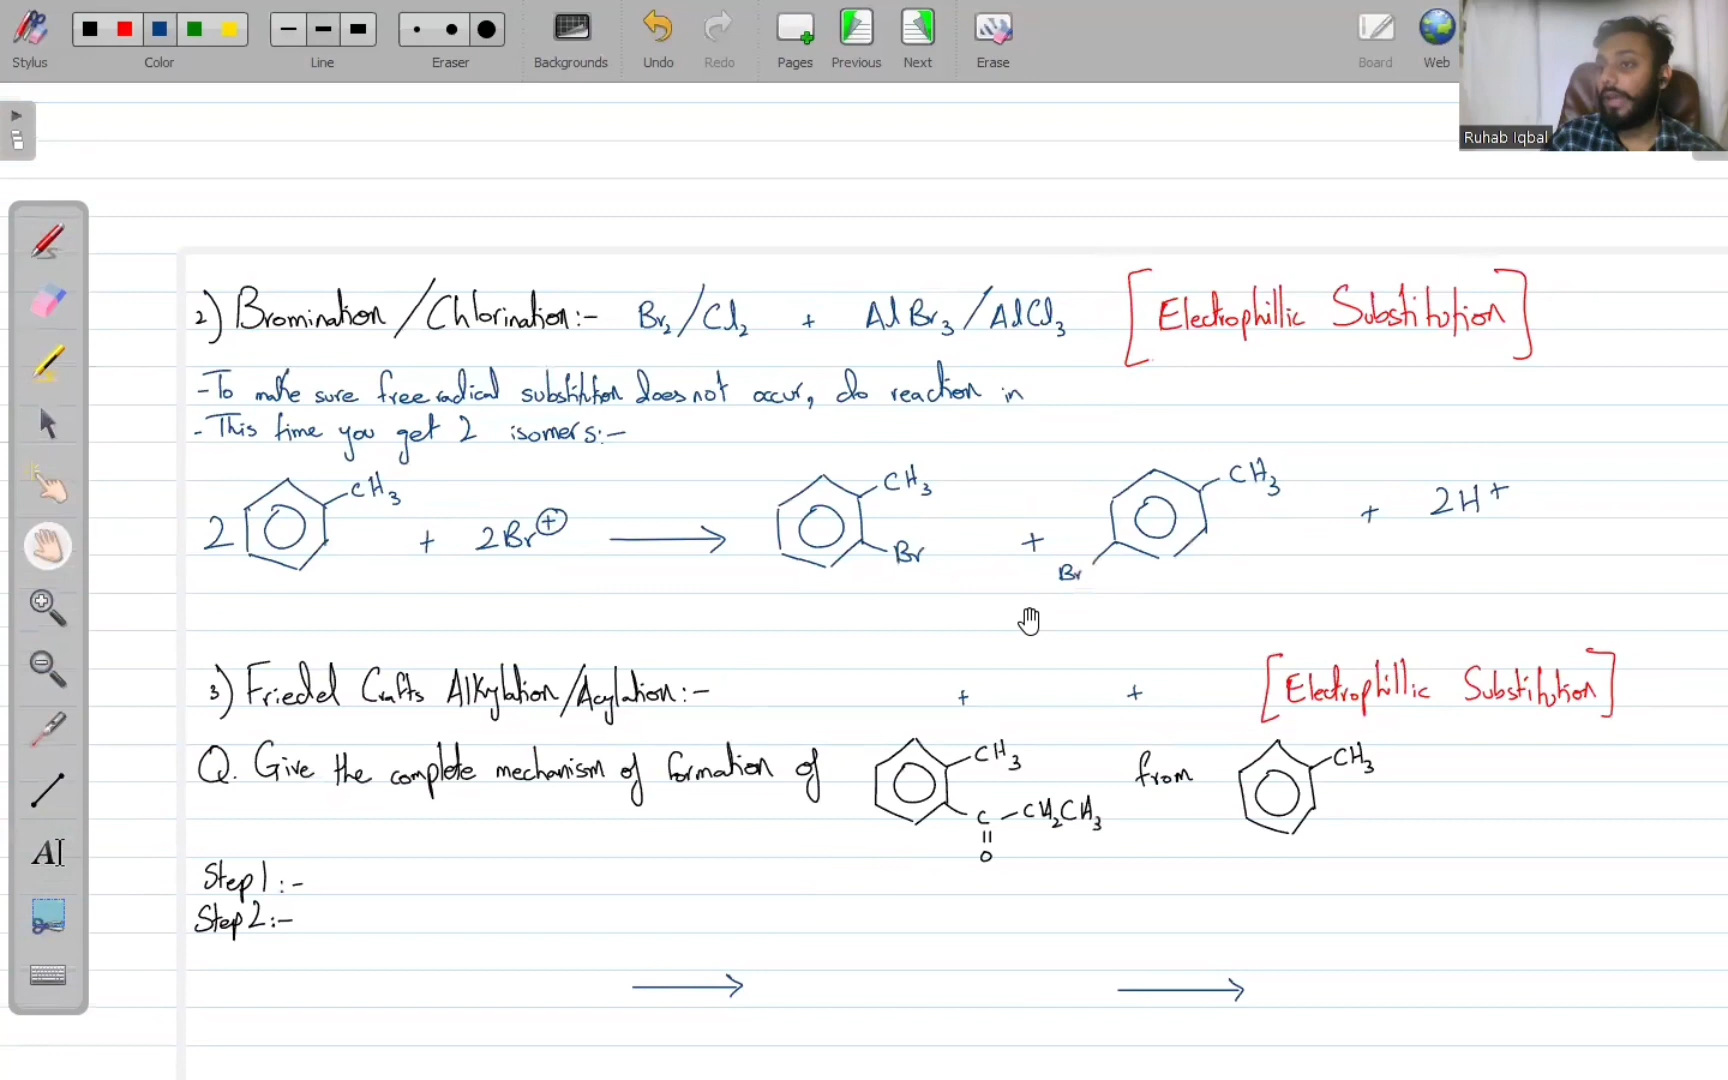 Stylus Color Line Eraser Backgrounds Undo Redo Pages Previous Next Erase Board Web
Ruhab Iqbal
2) Bromination/Chlorination:- Br2/Cl2 + AlBr3/AlCl3 [Electrophillic Substitution]
- To make sure free radical substitution does not occur, do reaction in
- This time you get 2 isomers:-
2 CH3 + 2Br+ → CH3 Br + CH3 Br + 2H+
3) Friedel Crafts Alkylation/Acylation:- + + [Electrophillic Substitution]
Q. Give the complete mechanism of formation of CH3 C-CH2CH3 O from CH3
Step 1:-
Step 2:-
→ →
AI